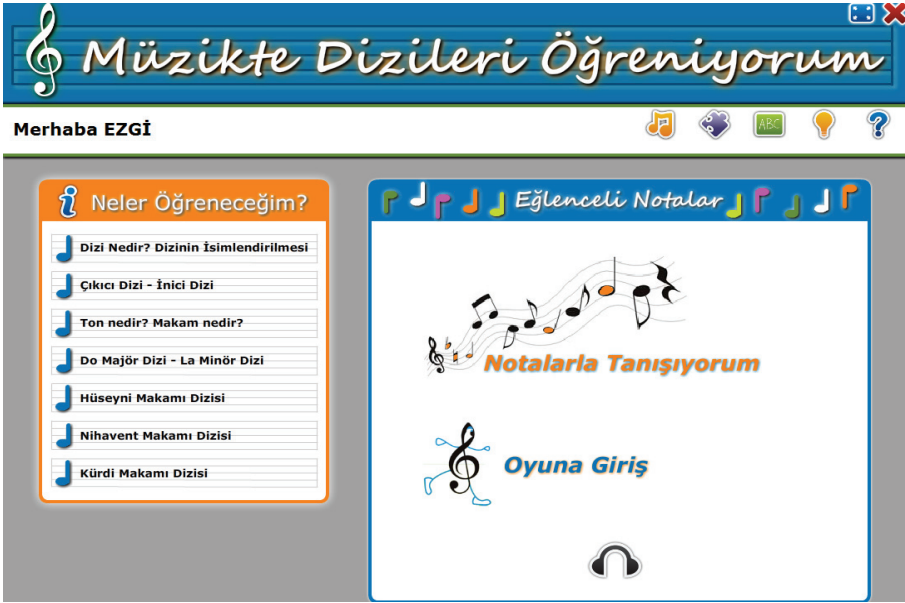 Müzikte Dizileri Öğreniyorum
Merhaba EZGİ
ABC
?
i Neler Öğreneceğim?
Dizi Nedir? Dizinin İsimlendirilmesi
Çıkıcı Dizi - İnici Dizi
Ton nedir? Makam nedir?
Do Majör Dizi - La Minör Dizi
Hüseyni Makamı Dizisi
Nihavent Makamı Dizisi
Kürdi Makamı Dizisi
Eğlenceli Notalar
Notalarla Tanışıyorum
Oyuna Giriş